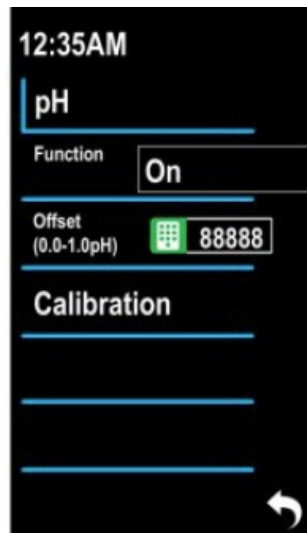 12:35AM
pH
Function
On
Offset
(0.0-1.0pH)
88888
Calibration